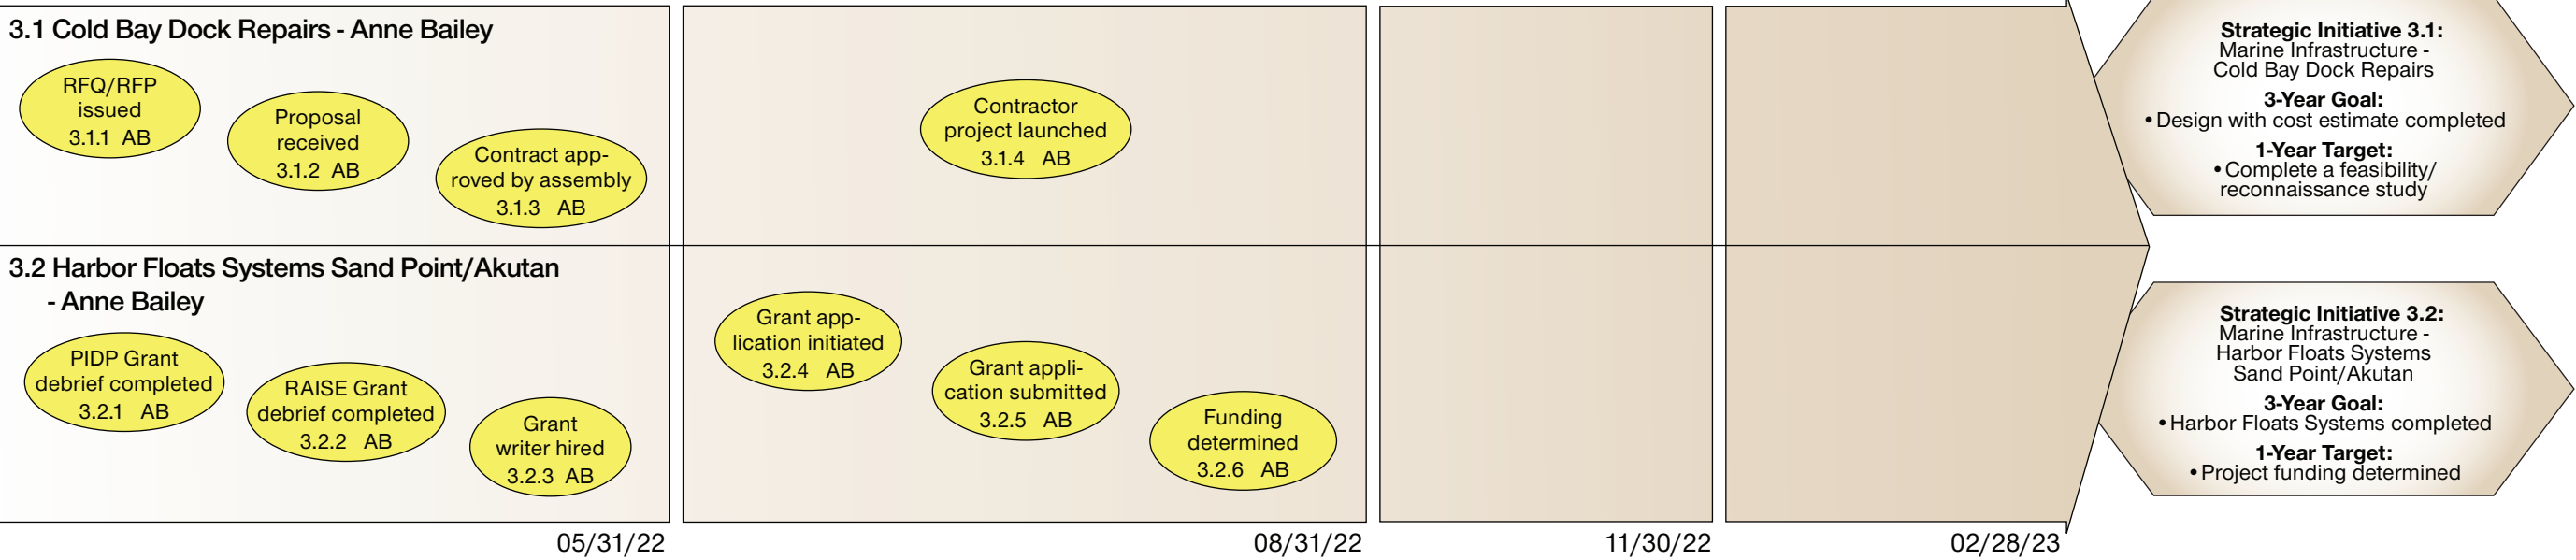 3.1 Cold Bay Dock Repairs - Anne Bailey
RFQ/RFP
issued
3.1.1 AB
Proposal
received
3.1.2 AB
Contract app-
roved by assembly
3.1.3 AB
Contractor
project launched
3.1.4 AB
Strategic Initiative 3.1:
Marine Infrastructure -
Cold Bay Dock Repairs
3-Year Goal:
• Design with cost estimate completed
1-Year Target:
• Complete a feasibility/
reconnaissance study
3.2 Harbor Floats Systems Sand Point/Akutan
- Anne Bailey
PIDP Grant
debrief completed
3.2.1 AB
RAISE Grant
debrief completed
3.2.2 AB
Grant
writer hired
3.2.3 AB
Grant app-
lication initiated
3.2.4 AB
Grant appli-
cation submitted
3.2.5 AB
Funding
determined
3.2.6 AB
Strategic Initiative 3.2:
Marine Infrastructure -
Harbor Floats Systems
Sand Point/Akutan
3-Year Goal:
• Harbor Floats Systems completed
1-Year Target:
• Project funding determined
05/31/22
08/31/22
11/30/22
02/28/23